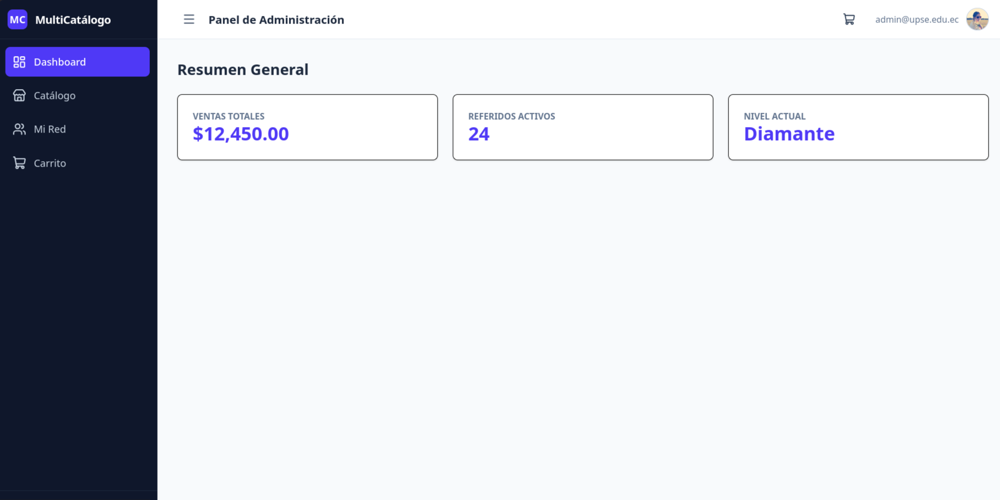 MC MultiCatálogo
Dashboard
Catálogo
Mi Red
Carrito
Panel de Administración
admin@upse.edu.ec
Resumen General
VENTAS TOTALES
$12,450.00
REFERIDOS ACTIVOS
24
NIVEL ACTUAL
Diamante